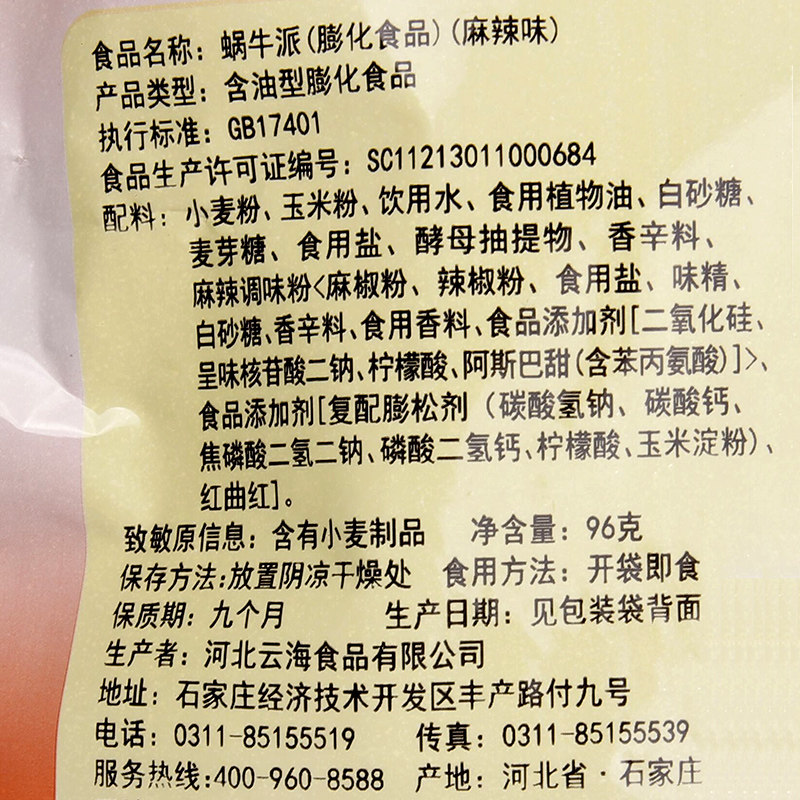 食品名称：蜗牛派(膨化食品)(麻辣味)
产品类型：含油型膨化食品
执行标准：GB17401
食品生产许可证编号：SC11213011000684
配料：小麦粉、玉米粉、饮用水、食用植物油、白砂糖、
麦芽糖、食用盐、酵母抽提物、香辛料、
麻辣调味粉<麻椒粉、辣椒粉、食用盐、味精、
白砂糖、香辛料、食用香料、食品添加剂[二氧化硅、
呈味核苷酸二钠、柠檬酸、阿斯巴甜(含苯丙氨酸)]>、
食品添加剂[复配膨松剂（碳酸氢钠、碳酸钙、
焦磷酸二氢二钠、磷酸二氢钙、柠檬酸、玉米淀粉)、
红曲红]。
致敏原信息：含有小麦制品 净含量：96克
保存方法:放置阴凉干燥处 食用方法：开袋即食
保质期：九个月 生产日期：见包装袋背面
生产者：河北云海食品有限公司
地址：石家庄经济技术开发区丰产路付九号
电话：0311-85155519 传真：0311-85155539
服务热线:400-960-8588 产地：河北省·石家庄